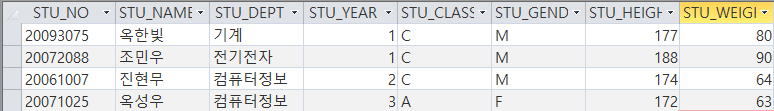 STU_NO STU_NAME STU_DEPT STU_YEAR STU_CLASS STU_GEND STU_HEIGH STU_WEIGH
20093075 옥한빛 기계 1 C M 177 80
20072088 조민우 전기전자 1 C M 188 90
20061007 진현무 컴퓨터정보 2 C M 174 64
20071025 옥성우 컴퓨터정보 3 A F 172 63